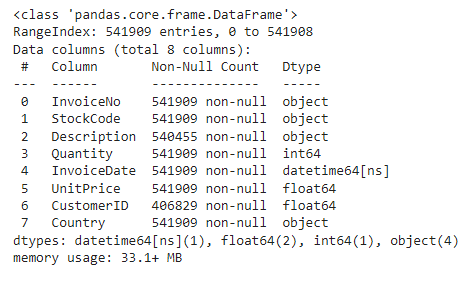 <class 'pandas.core.frame.DataFrame'>
RangeIndex: 541909 entries, 0 to 541908
Data columns (total 8 columns):
 #   Column       Non-Null Count   Dtype
---  ------       --------------   -----
 0   InvoiceNo    541909 non-null  object
 1   StockCode    541909 non-null  object
 2   Description  540455 non-null  object
 3   Quantity     541909 non-null  int64
 4   InvoiceDate  541909 non-null  datetime64[ns]
 5   UnitPrice    541909 non-null  float64
 6   CustomerID   406829 non-null  float64
 7   Country      541909 non-null  object
dtypes: datetime64[ns](1), float64(2), int64(1), object(4)
memory usage: 33.1+ MB